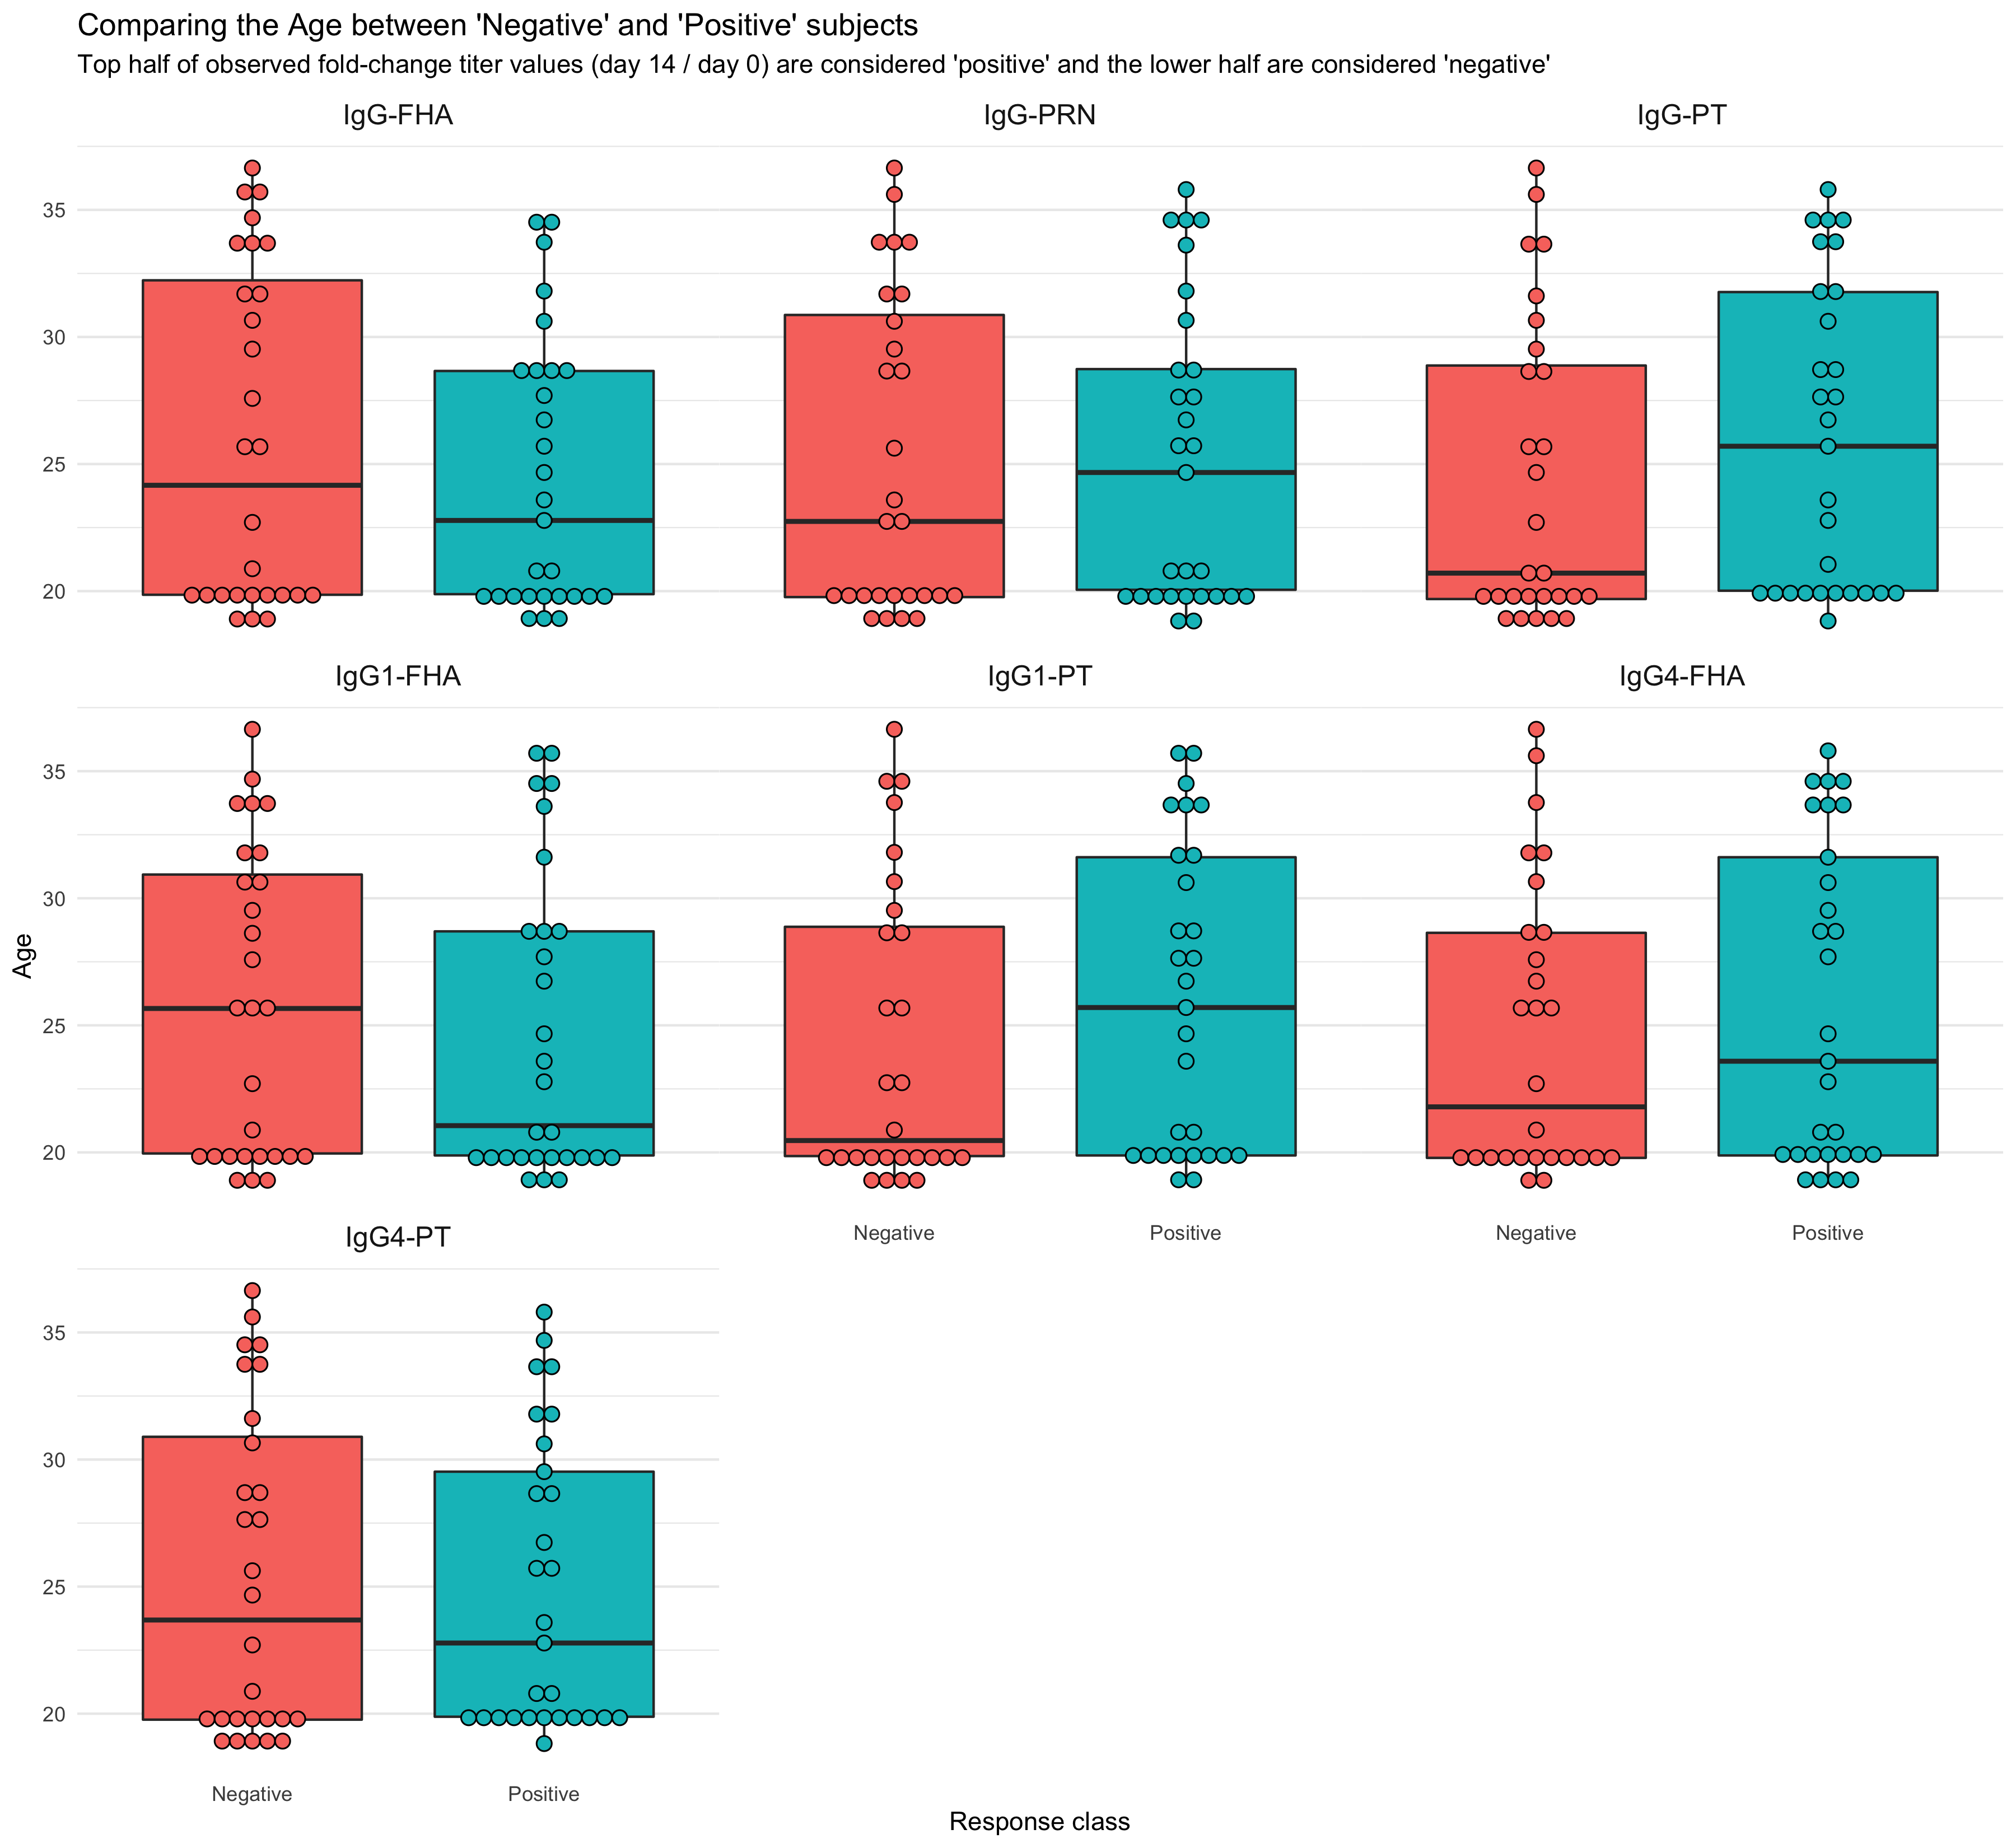 Comparing the Age between 'Negative' and 'Positive' subjects
Top half of observed fold-change titer values (day 14 / day 0) are considered 'positive' and the lower half are considered 'negative'
IgG-FHA
IgG-PRN
IgG-PT
35
30
25
20
IgG1-FHA
IgG1-PT
IgG4-FHA
35
30
25
20
Age
Negative
Positive
Negative
Positive
IgG4-PT
35
30
25
20
Negative
Positive
Response class